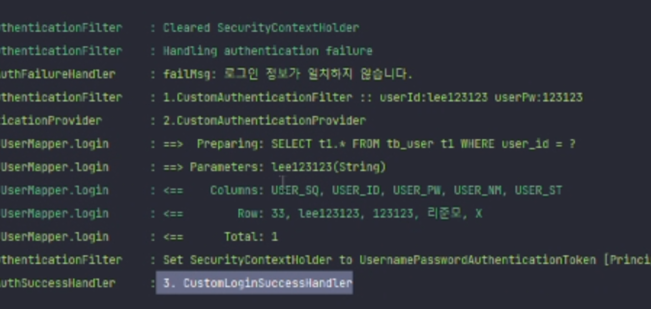 thenticationFilter : Cleared SecurityContextHolder
thenticationFilter : Handling authentication failure
uthFailureHandler : failMsg: 로그인 정보가 일치하지 않습니다.
thenticationFilter : 1.CustomAuthenticationFilter :: userId:lee123123 userPw:123123
icationProvider : 2.CustomAuthenticationProvider
UserMapper.login : ==> Preparing: SELECT t1.* FROM tb_user t1 WHERE user_id = ?
UserMapper.login : ==> Parameters: lee123123(String)
UserMapper.login : <== Columns: USER_SQ, USER_ID, USER_PW, USER_NM, USER_ST
UserMapper.login : <== Row: 33, lee123123, 123123, 리준모, X
UserMapper.login : <== Total: 1
thenticationFilter : Set SecurityContextHolder to UsernamePasswordAuthenticationToken [Princi
uthSuccessHandler : 3. CustomLoginSuccessHandler